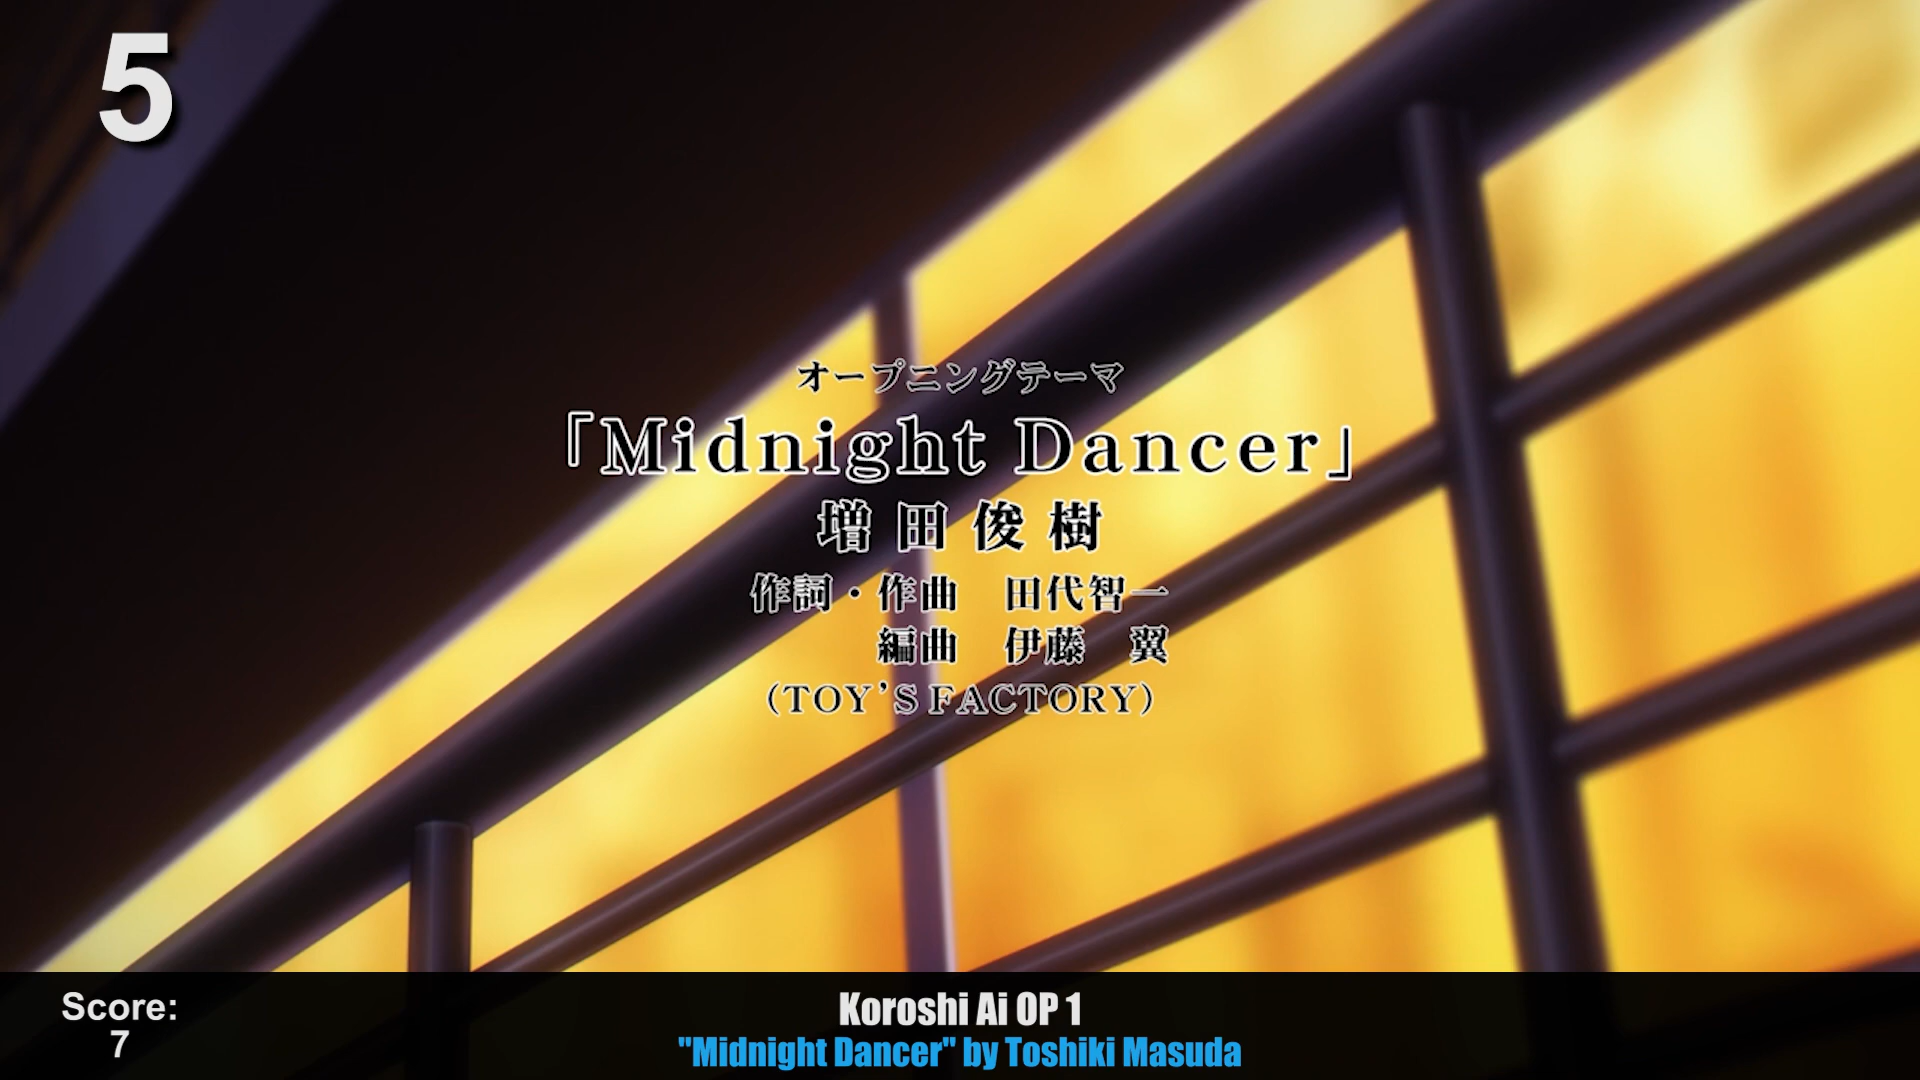 5
オープニングテーマ
「Midnight Dancer」
増田俊樹
作詞・作�　田代智一
編曲　伊藤　翼
（TOY'S FACTORY）
Score:
7
Koroshi Ai OP 1
"Midnight Dancer" by Toshiki Masuda